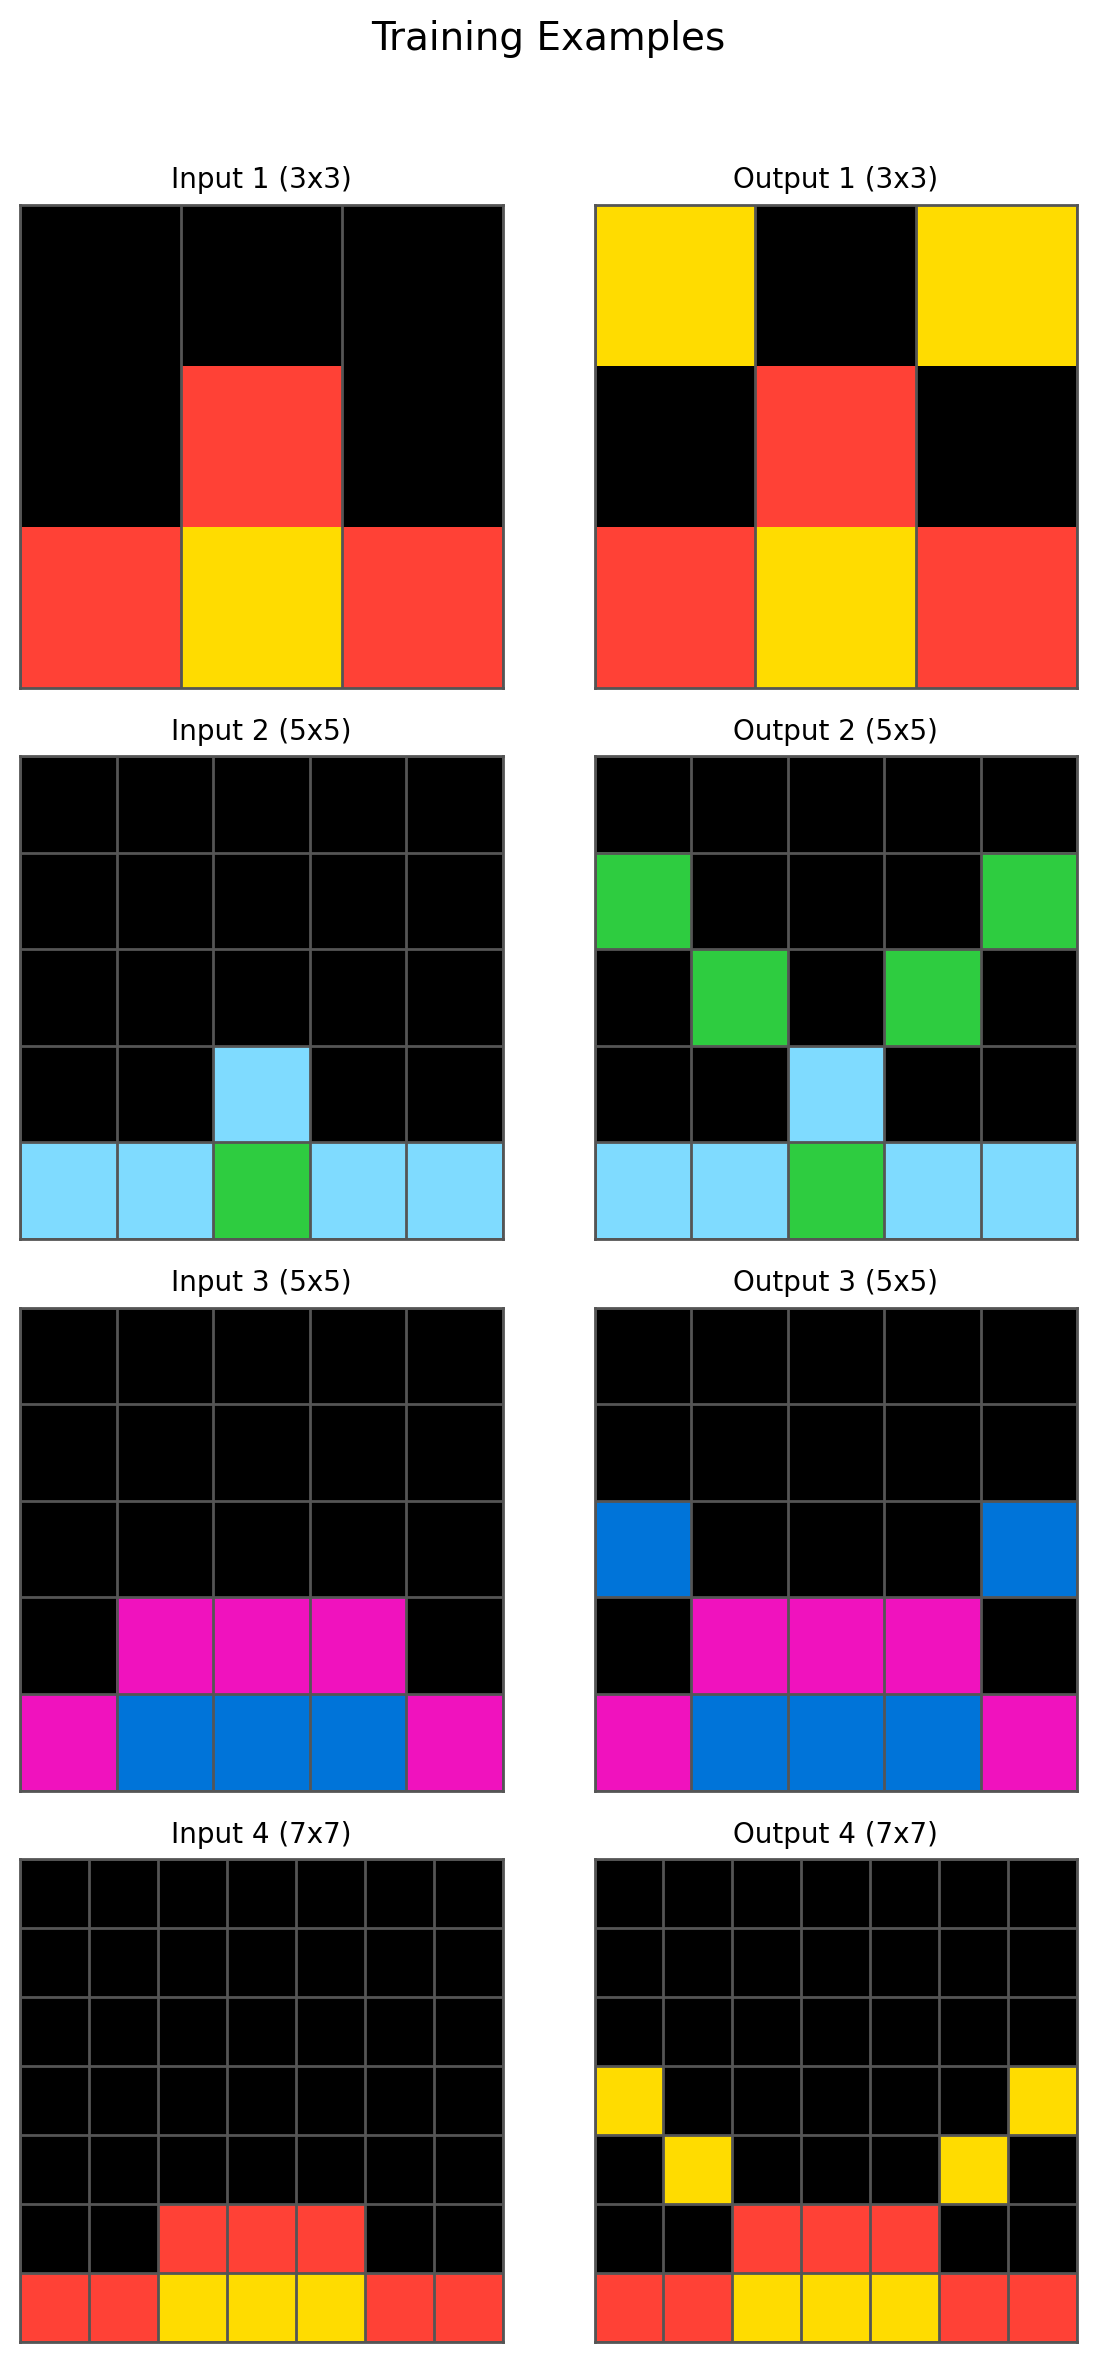 Training Examples
Input 1 (3x3)
Output 1 (3x3)
Input 2 (5x5)
Output 2 (5x5)
Input 3 (5x5)
Output 3 (5x5)
Input 4 (7x7)
Output 4 (7x7)